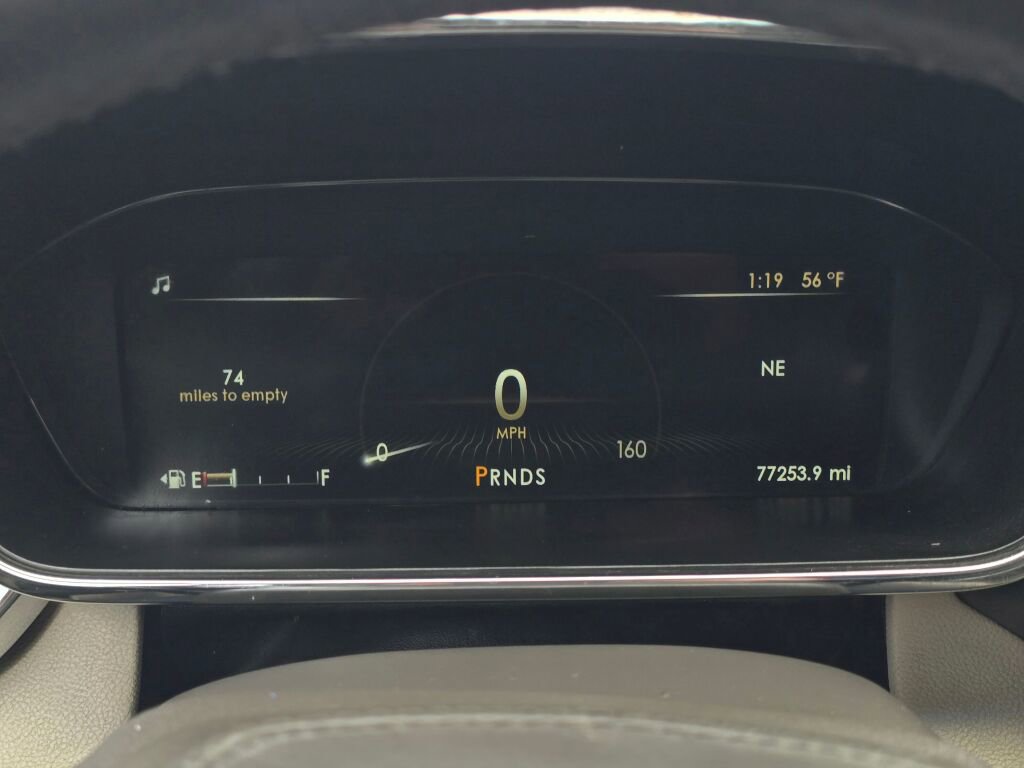 1:19 56 °F
74
miles to empty
NE
0
MPH
0
160
E F
PRNDS
77253.9 mi